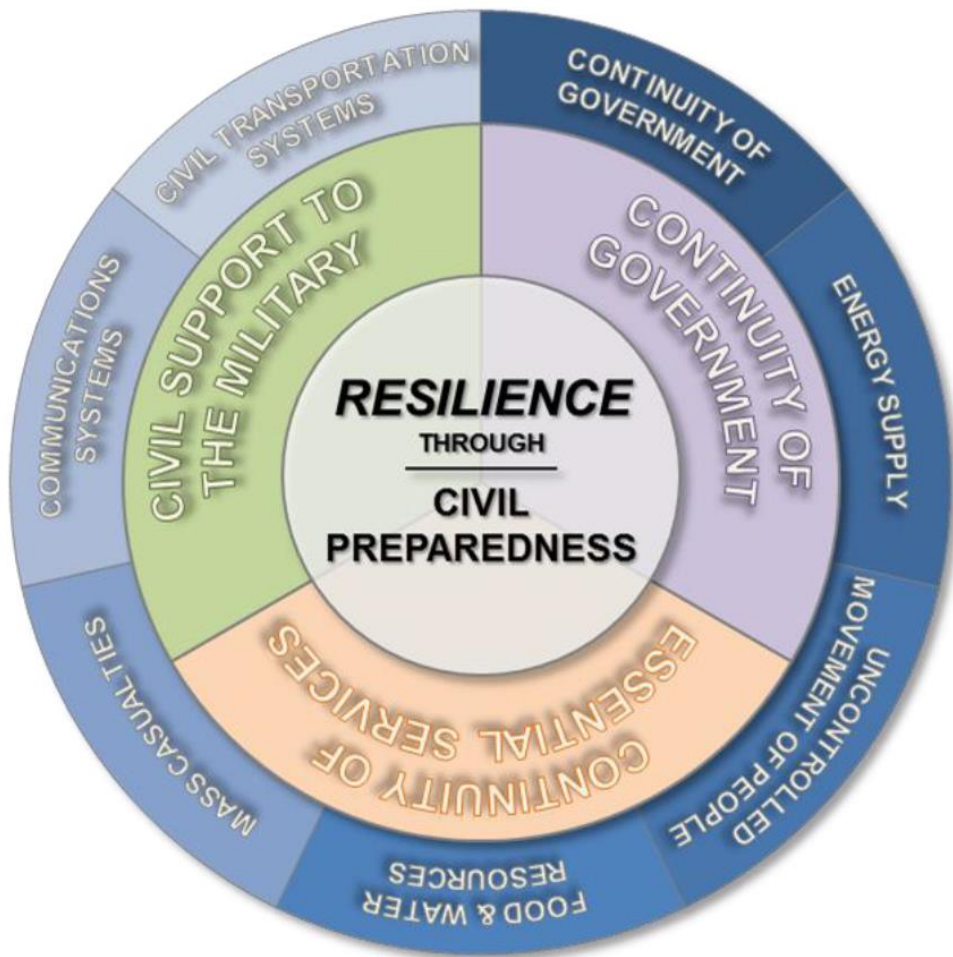 RESILIENCE
THROUGH
CIVIL
PREPAREDNESS
CONTINUITY OF
GOVERNMENT
CONTINUITY OF
ESSENTIAL SERVICES
CIVIL SUPPORT TO
THE MILITARY
CONTINUITY OF
GOVERNMENT
ENERGY SUPPLY
UNCONTROLLED
MOVEMENT OF PEOPLE
FOOD & WATER
RESOURCES
MASS CASUALTIES
COMMUNICATIONS
SYSTEMS
CIVIL TRANSPORTATION
SYSTEMS